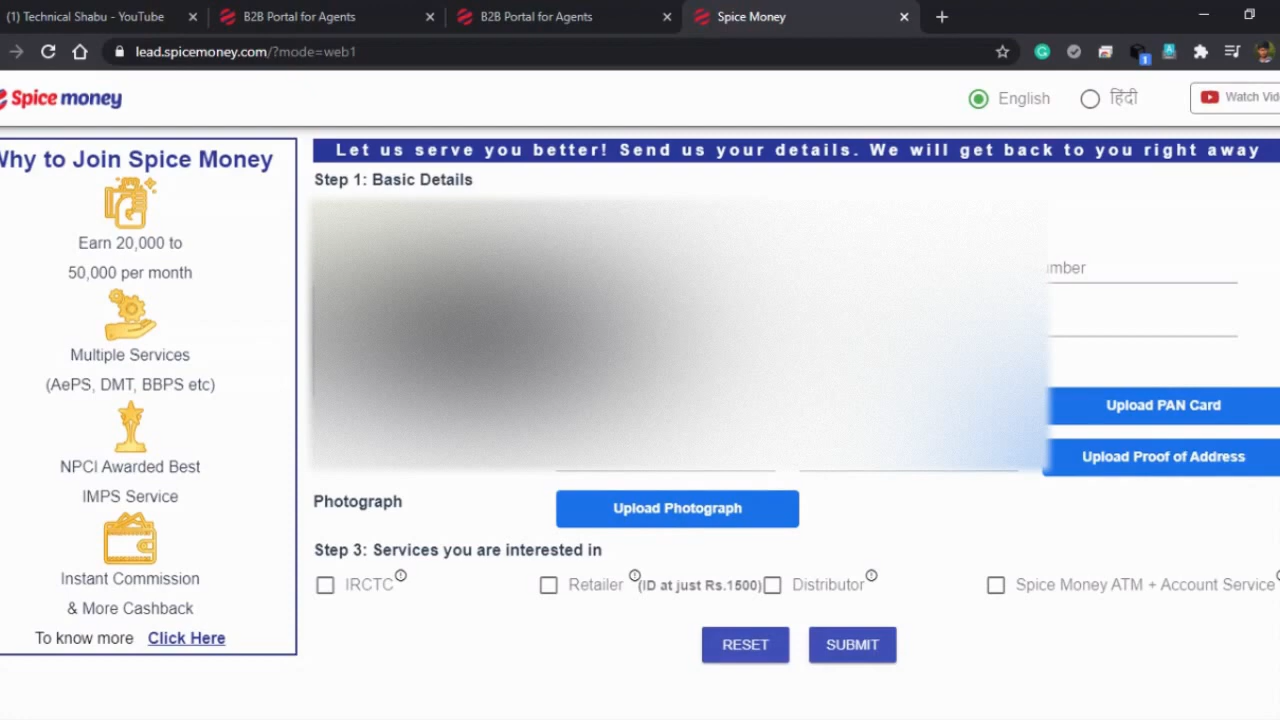 (1) Technical Shabu - YouTube
B2B Portal for Agents
B2B Portal for Agents
Spice Money
lead.spicemoney.com/?mode=web1
1
Spice money
English
हिंदी
Watch Vid
Why to Join Spice Money
Earn 20,000 to
50,000 per month
Multiple Services
(AePS, DMT, BBPS etc)
NPCI Awarded Best
IMPS Service
Instant Commission
& More Cashback
To know more Click Here
Let us serve you better! Send us your details. We will get back to you right away
Step 1: Basic Details
umber
Upload PAN Card
Upload Proof of Address
Photograph
Upload Photograph
Step 3: Services you are interested in
IRCTC
Retailer (ID at just Rs.1500)
Distributor
Spice Money ATM + Account Service
RESET
SUBMIT